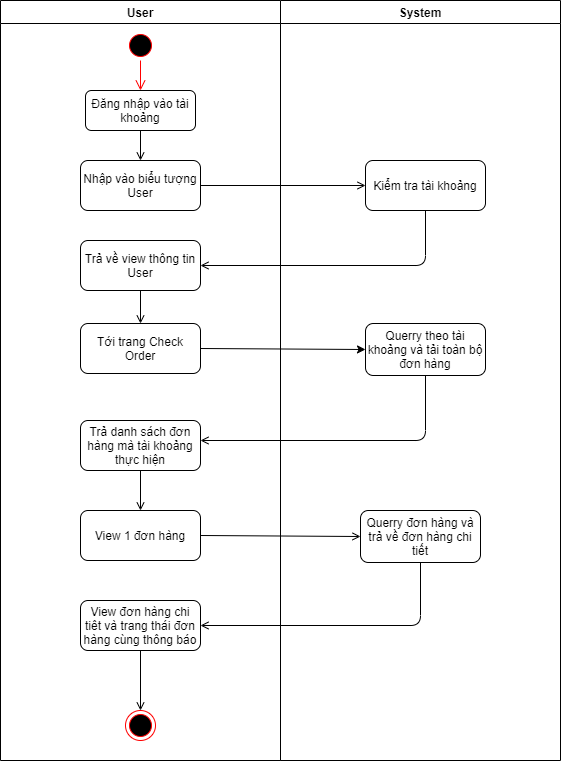 User
System
Đăng nhập vào tài
khoảng
Nhập vào biểu tượng
User
Kiểm tra tài khoảng
Trả về view thông tin
User
Tới trang Check
Order
Querry theo tài
khoảng và tải toàn bộ
đơn hàng
Trả danh sách đơn
hàng mà tài khoảng
thực hiện
View 1 đơn hàng
Querry đơn hàng và
trả về đơn hàng chi
tiết
View đơn hàng chi
tiêt và trang thái đơn
hàng cùng thông báo